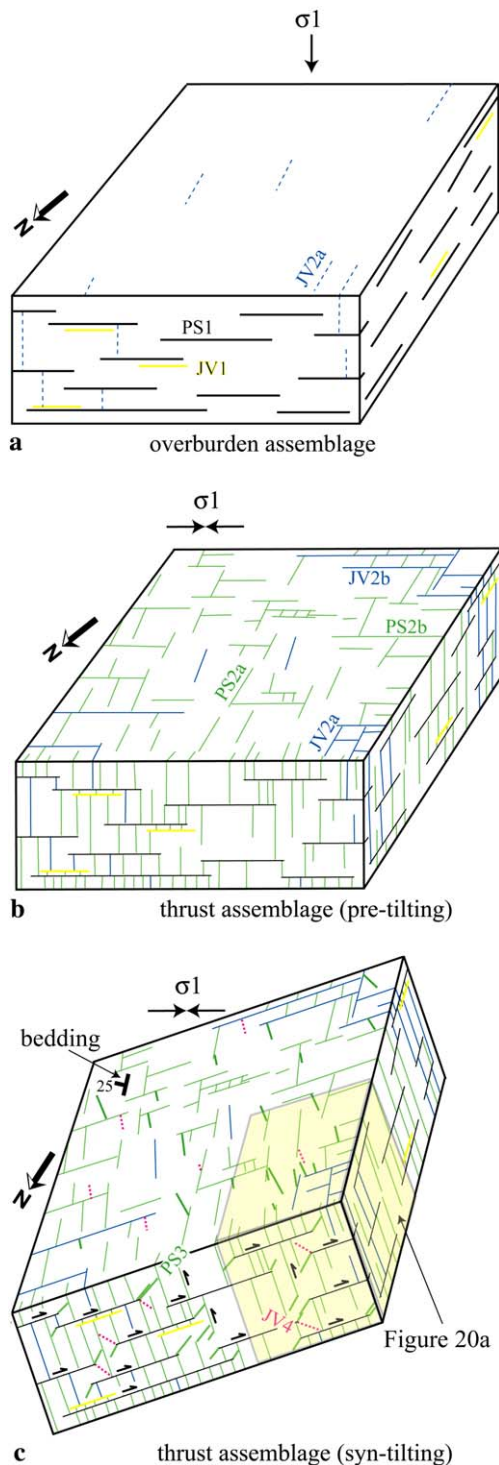 σ1
N
JV2a
PS1
JV1
a overburden assemblage
σ1
N
JV2b
PS2b
PS2a
JV2a
b thrust assemblage (pre-tilting)
σ1
bedding
25
N
PS3
JV4
Figure 20a
c thrust assemblage (syn-tilting)